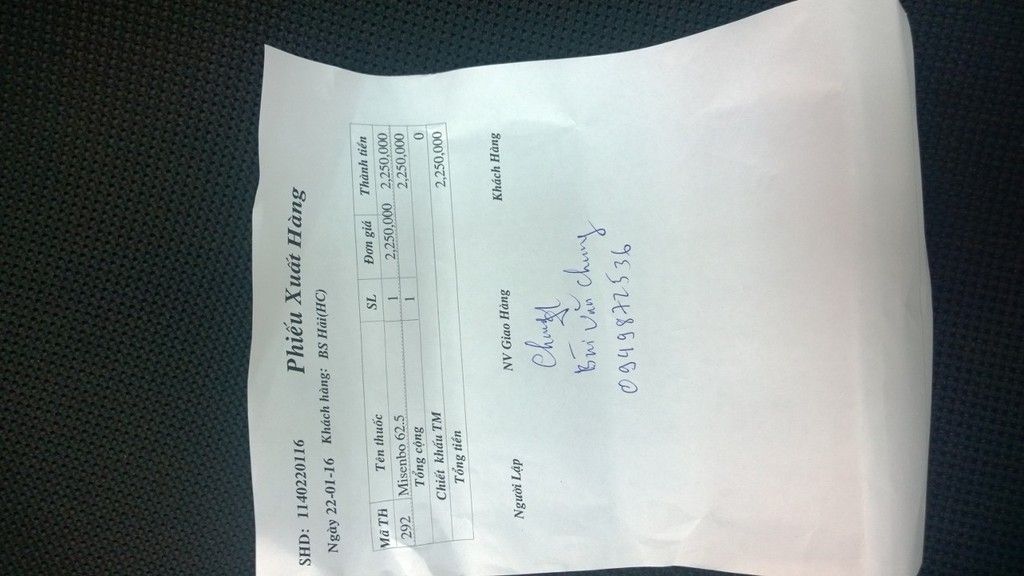 SHD: 1140220116 Phiếu Xuất Hàng
Ngày 22-01-16 Khách hàng: BS Hải(HC)
Mã TH Tên thuốc SL Đơn giá Thành tiền
292 Misenbo 62.5 1 2,250,000 2,250,000
Tổng cộng 1 2,250,000
Chiết khấu TM 0
Tổng tiền 2,250,000
Người Lập NV Giao Hàng Khách Hàng
Bùi Văn Chung
0949872536